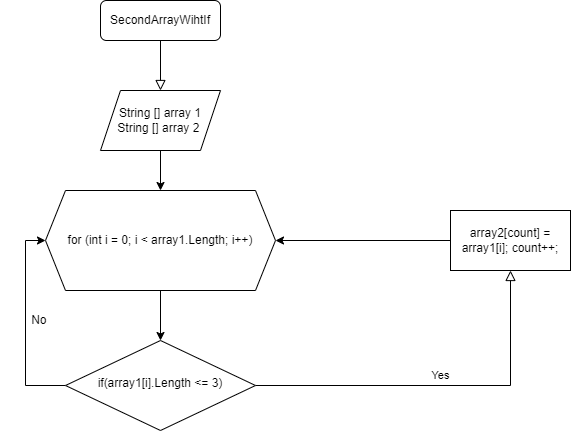 SecondArrayWihtIf
String [] array 1
String [] array 2
for (int i = 0; i < array1.Length; i++)
array2[count] =
array1[i]; count++;
No
if(array1[i].Length <= 3)
Yes